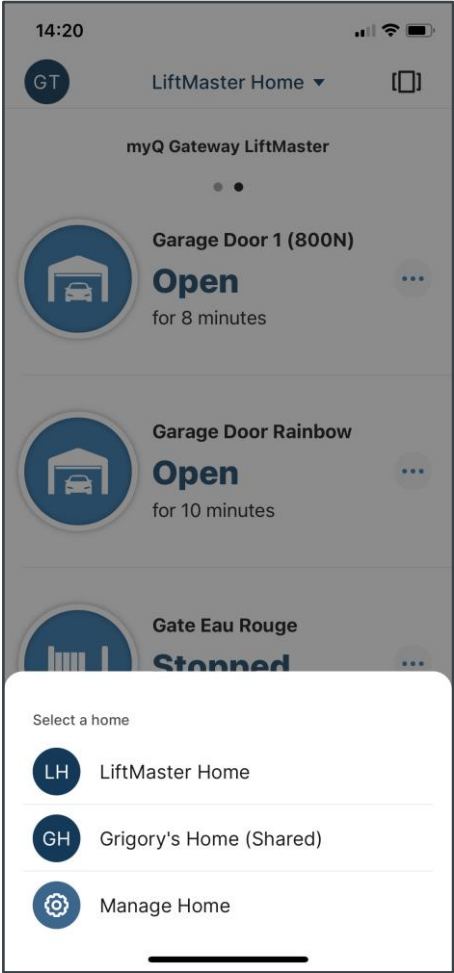 14:20
GT
LiftMaster Home
myQ Gateway LiftMaster
Garage Door 1 (800N)
Open
for 8 minutes
Garage Door Rainbow
Open
for 10 minutes
Gate Eau Rouge
Stopped
Select a home
LH LiftMaster Home
GH Grigory's Home (Shared)
Manage Home